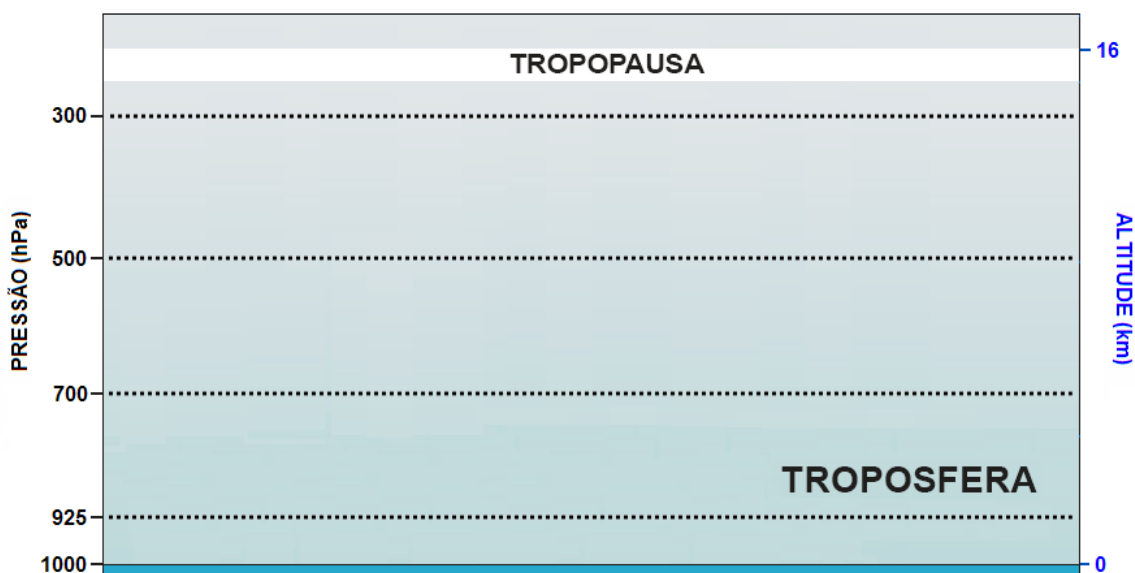 16
TROPOPAUSA
300
PRESSÃO (hPa)
500
ALTITUDE (km)
700
TROPOSFERA
925
1000
0